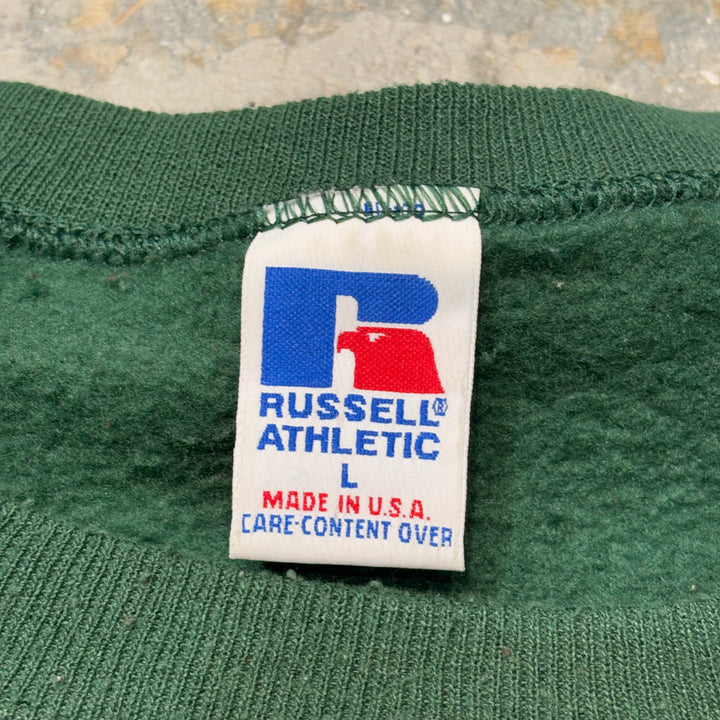 RUSSELL®
ATHLETIC
L
MADE IN U.S.A.
CARE-CONTENT OVER